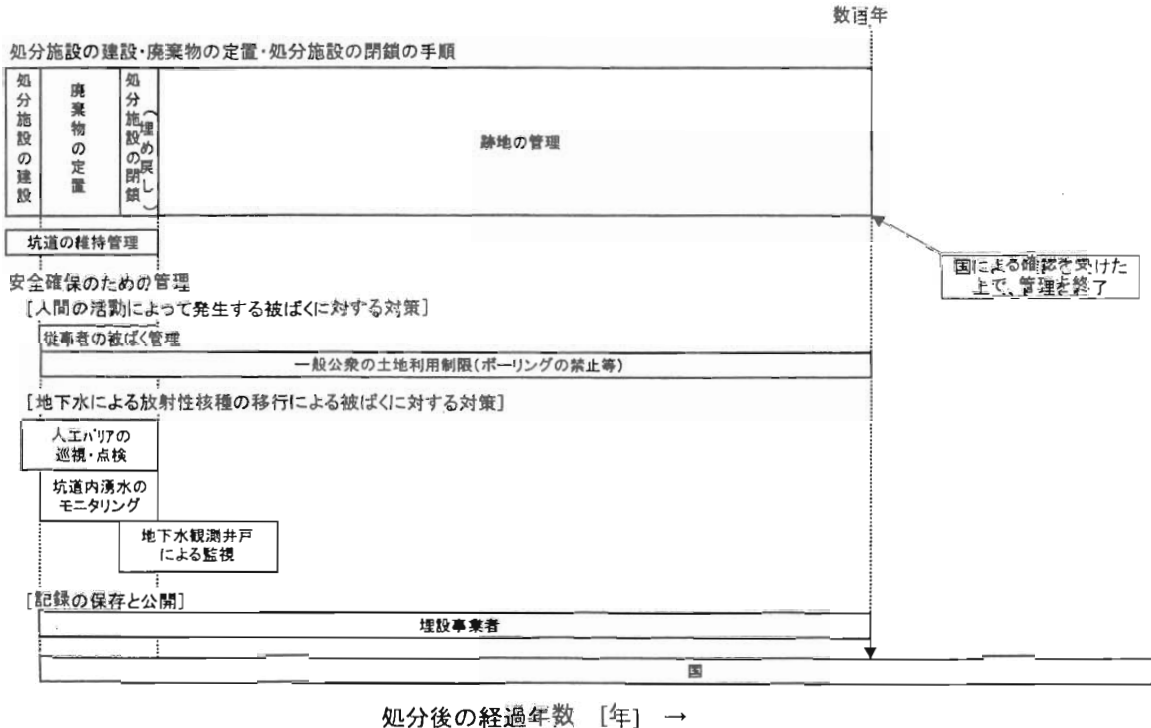 数百年
処分施設の建設・廃棄物の定置・処分施設の閉鎖の手順
処分施設の建設
廃棄物の定置
処分施設の閉鎖
(埋め戻し)
跡地の管理
坑道の維持管理
国による確認を受けた
上で、管理を終了
安全確保のための管理
[人間の活動によって発生する被ばくに対する対策]
従事者の被ばく管理
一般公衆の土地利用制限(ボーリングの禁止等)
[地下水による放射性核種の移行による被ばくに対する対策]
人工バリアの
巡視・点検
坑道内湧水の
モニタリング
地下水観測井戸
による監視
[記録の保存と公開]
埋設事業者
国
処分後の経過年数 [年] →